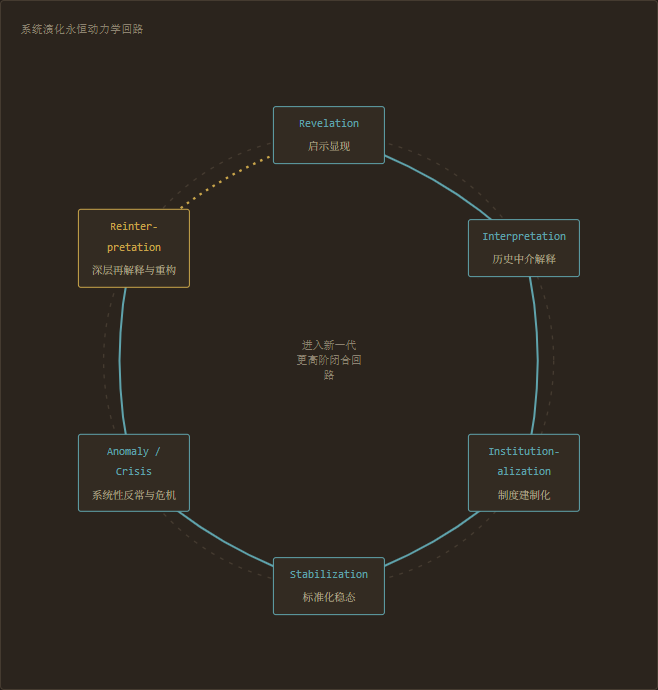 系统演化永恒动力学回路
Revelation
启示显现
Interpretation
历史中介解释
Institution-
alization
制度建制化
Stabilization
标准化稳态
Anomaly /
Crisis
系统性反常与危机
Reinter-
pretation
深层再解释与重构
进入新一代
更高阶闭合回
路